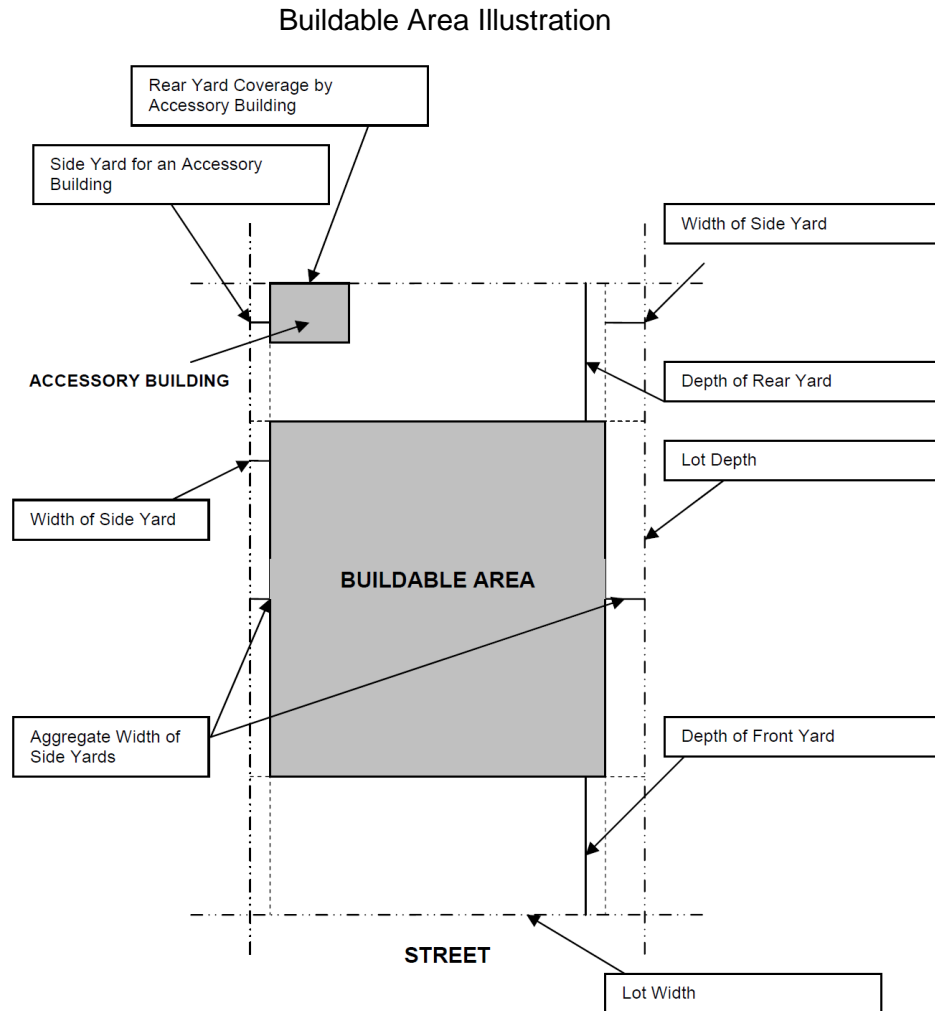 Buildable Area Illustration
Rear Yard Coverage by
Accessory Building
Side Yard for an Accessory
Building
Width of Side Yard
ACCESSORY BUILDING
Depth of Rear Yard
Lot Depth
Width of Side Yard
BUILDABLE AREA
Aggregate Width of
Side Yards
Depth of Front Yard
STREET
Lot Width